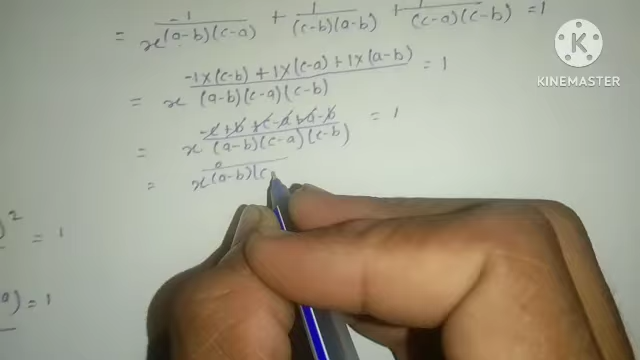 = x -1/(a-b)(c-a) + 1/(c-b)(a-b) + 1/(c-a)(c-b) = 1
= x -1×(c-b) + 1×(c-a) + 1×(a-b)/(a-b)(c-a)(c-b) = 1
= x -c+b+c-a+a-b/(a-b)(c-a)(c-b) = 1
= x 0/(a-b)(c
)² = 1
a) = 1
KINEMASTER